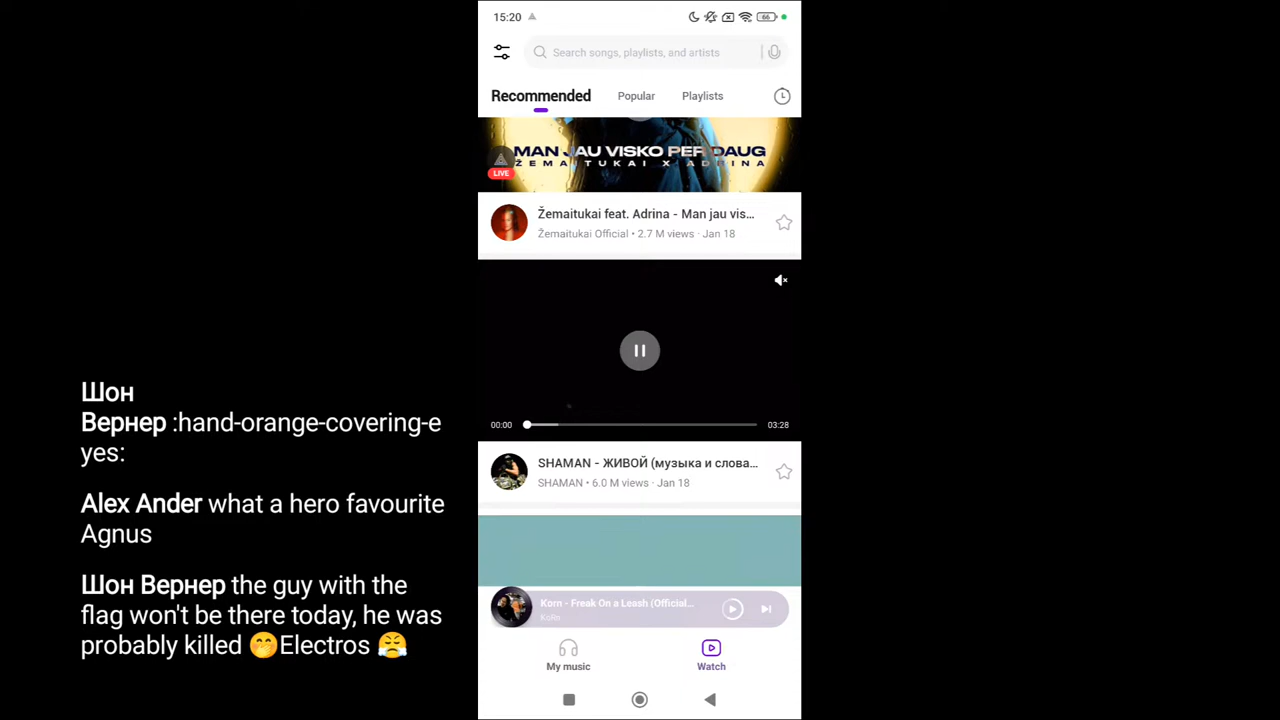 15:20
66
Search songs, playlists, and artists
Recommended
Popular
Playlists
MAN JAU VISKO PER DAUG
ŽEMAITUKAI X ADRINA
LIVE
Žemaitukai feat. Adrina - Man jau vis...
Žemaitukai Official • 2.7 M views · Jan 18
00:00
03:28
SHAMAN - ЖИВОЙ (музыка и слова...
SHAMAN • 6.0 M views · Jan 18
Korn - Freak On a Leash (Official...
KoRn
My music
Watch
Шон
Вернер :hand-orange-covering-e
yes:
Alex Ander what a hero favourite
Agnus
Шон Вернер the guy with the
flag won't be there today, he was
probably killed 🤭Electros 😤